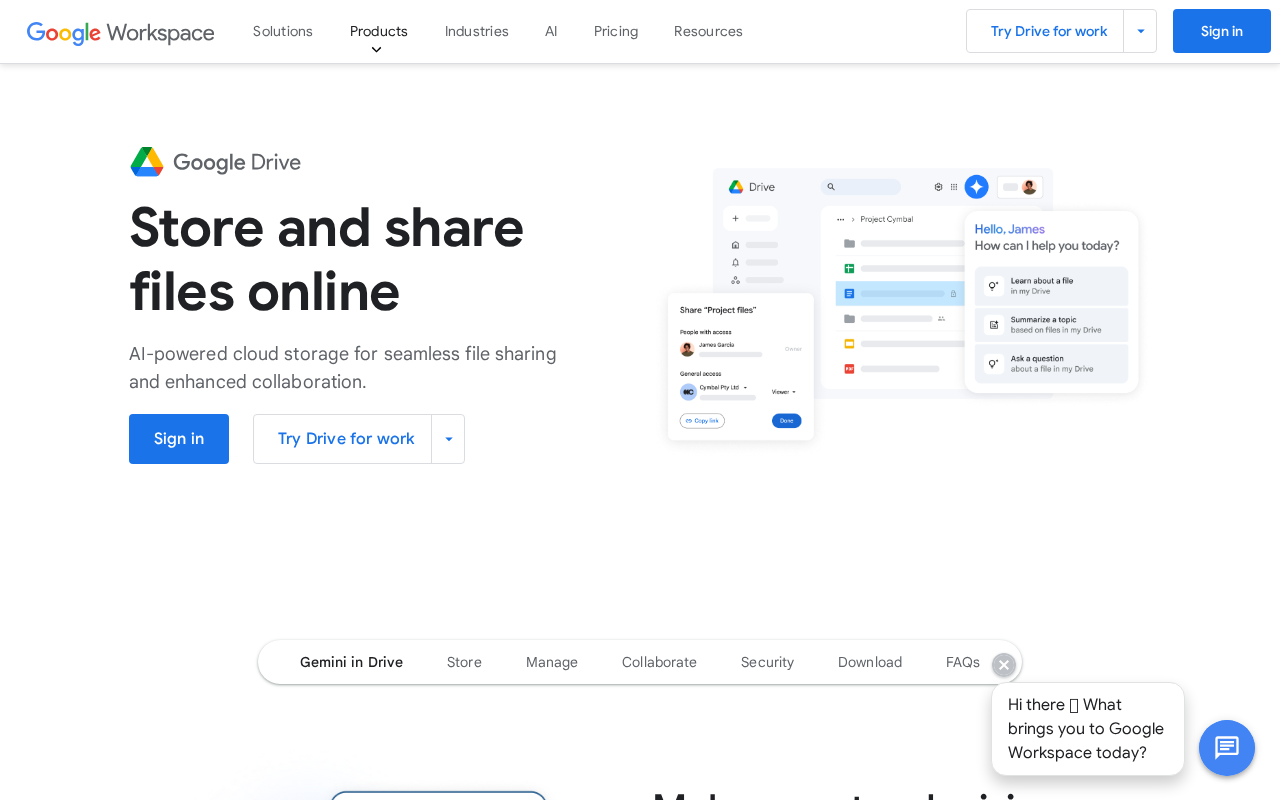 Google Workspace
Solutions
Products
Industries
AI
Pricing
Resources
Try Drive for work
Sign in
Google Drive
Store and share
files online
AI-powered cloud storage for seamless file sharing
and enhanced collaboration.
Sign in
Try Drive for work
Drive
Project Cymbal
Hello, James
How can I help you today?
Learn about a file
in my Drive
Summarize a topic
based on files in my Drive
Ask a question
about a file in my Drive
Share “Project files”
People with access
James Garcia
Owner
General access
Cymbal Pty Ltd
Viewer
Copy link
Done
Gemini in Drive
Store
Manage
Collaborate
Security
Download
FAQs
Hi there What
brings you to Google
Workspace today?